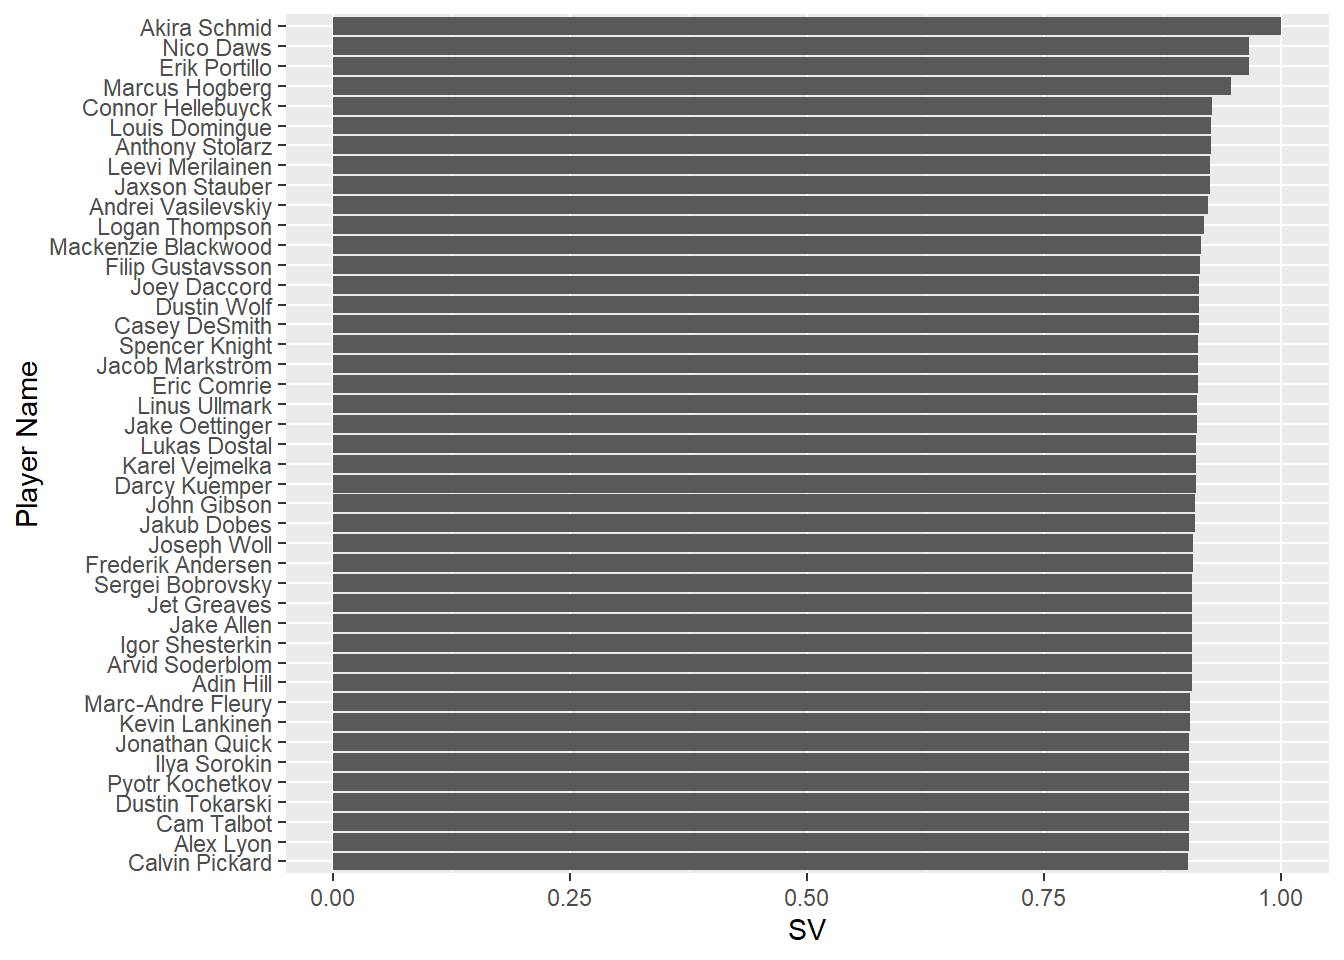 Akira Schmid
Nico Daws
Erik Portillo
Marcus Hogberg
Connor Hellebuyck
Louis Domingue
Anthony Stolarz
Leevi Merilainen
Jaxson Stauber
Andrei Vasilevskiy
Logan Thompson
Mackenzie Blackwood
Filip Gustavsson
Joey Daccord
Dustin Wolf
Casey DeSmith
Spencer Knight
Jacob Markstrom
Eric Comrie
Linus Ullmark
Jake Oettinger
Lukas Dostal
Karel Vejmelka
Darcy Kuemper
John Gibson
Jakub Dobes
Joseph Woll
Frederik Andersen
Sergei Bobrovsky
Jet Greaves
Jake Allen
Igor Shesterkin
Arvid Soderblom
Adin Hill
Marc-Andre Fleury
Kevin Lankinen
Jonathan Quick
Ilya Sorokin
Pyotr Kochetkov
Dustin Tokarski
Cam Talbot
Alex Lyon
Calvin Pickard
Player Name
0.00 0.25 0.50 0.75 1.00
SV